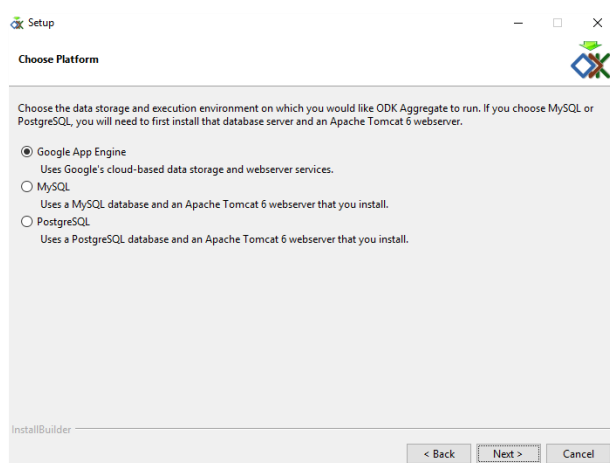 Setup
Choose Platform
Choose the data storage and execution environment on which you would like ODK Aggregate to run. If you choose MySQL or
PostgreSQL, you will need to first install that database server and an Apache Tomcat 6 webserver.
Google App Engine
Uses Google's cloud-based data storage and webserver services.
MySQL
Uses a MySQL database and an Apache Tomcat 6 webserver that you install.
PostgreSQL
Uses a PostgreSQL database and an Apache Tomcat 6 webserver that you install.
InstallBuilder
< Back Next > Cancel